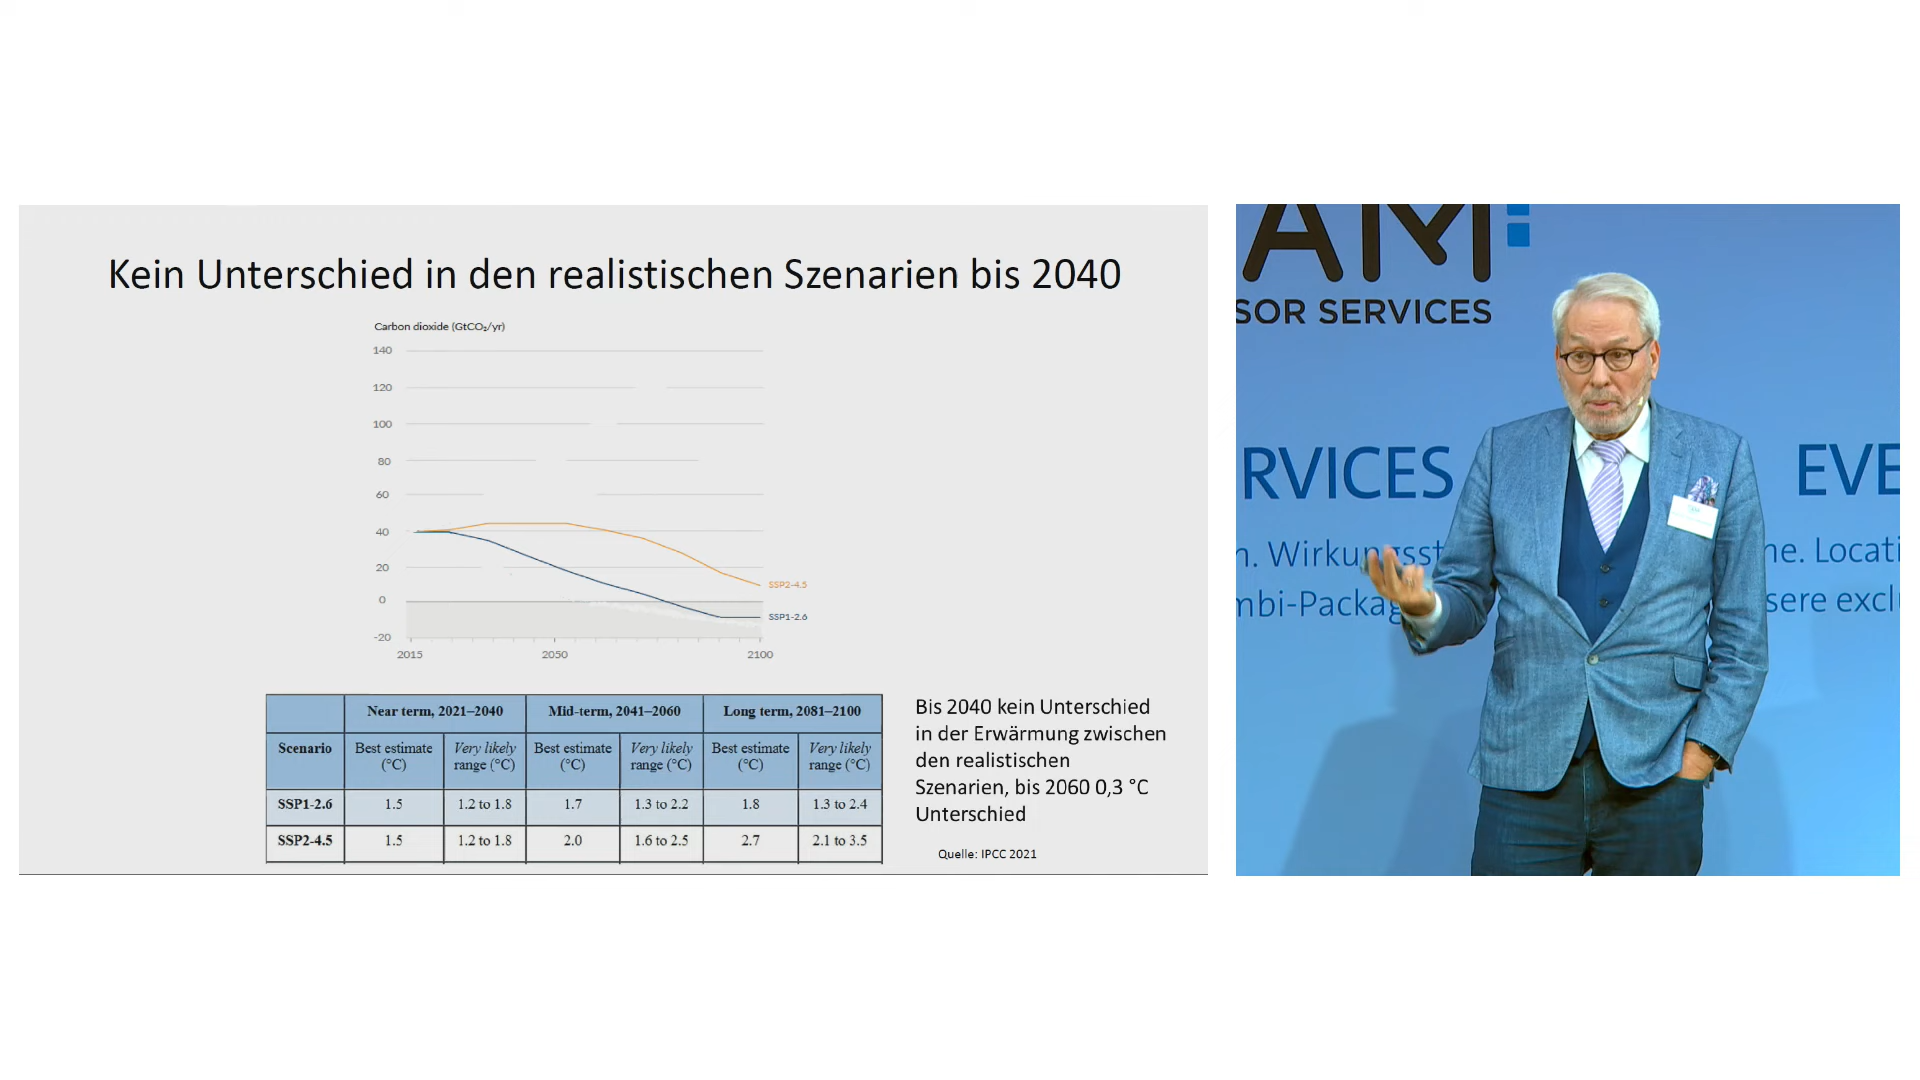 Kein Unterschied in den realistischen Szenarien bis 2040
Carbon dioxide (GtCO₂/yr)
140
120
100
80
60
40
20
0
-20
2015 2050 2100
SSP2-4.5
SSP1-2.6
Near term, 2021–2040 Mid-term, 2041–2060 Long term, 2081–2100
Scenario Best estimate (°C) Very likely range (°C) Best estimate (°C) Very likely range (°C) Best estimate (°C) Very likely range (°C)
SSP1-2.6 1.5 1.2 to 1.8 1.7 1.3 to 2.2 1.8 1.3 to 2.4
SSP2-4.5 1.5 1.2 to 1.8 2.0 1.6 to 2.5 2.7 2.1 to 3.5
Bis 2040 kein Unterschied
in der Erwärmung zwischen
den realistischen
Szenarien, bis 2060 0,3 °C
Unterschied
Quelle: IPCC 2021
AM
SOR SERVICES
RVICES EVE
n. Wirkungsst ne. Locati
mbi-Packag sere exclu